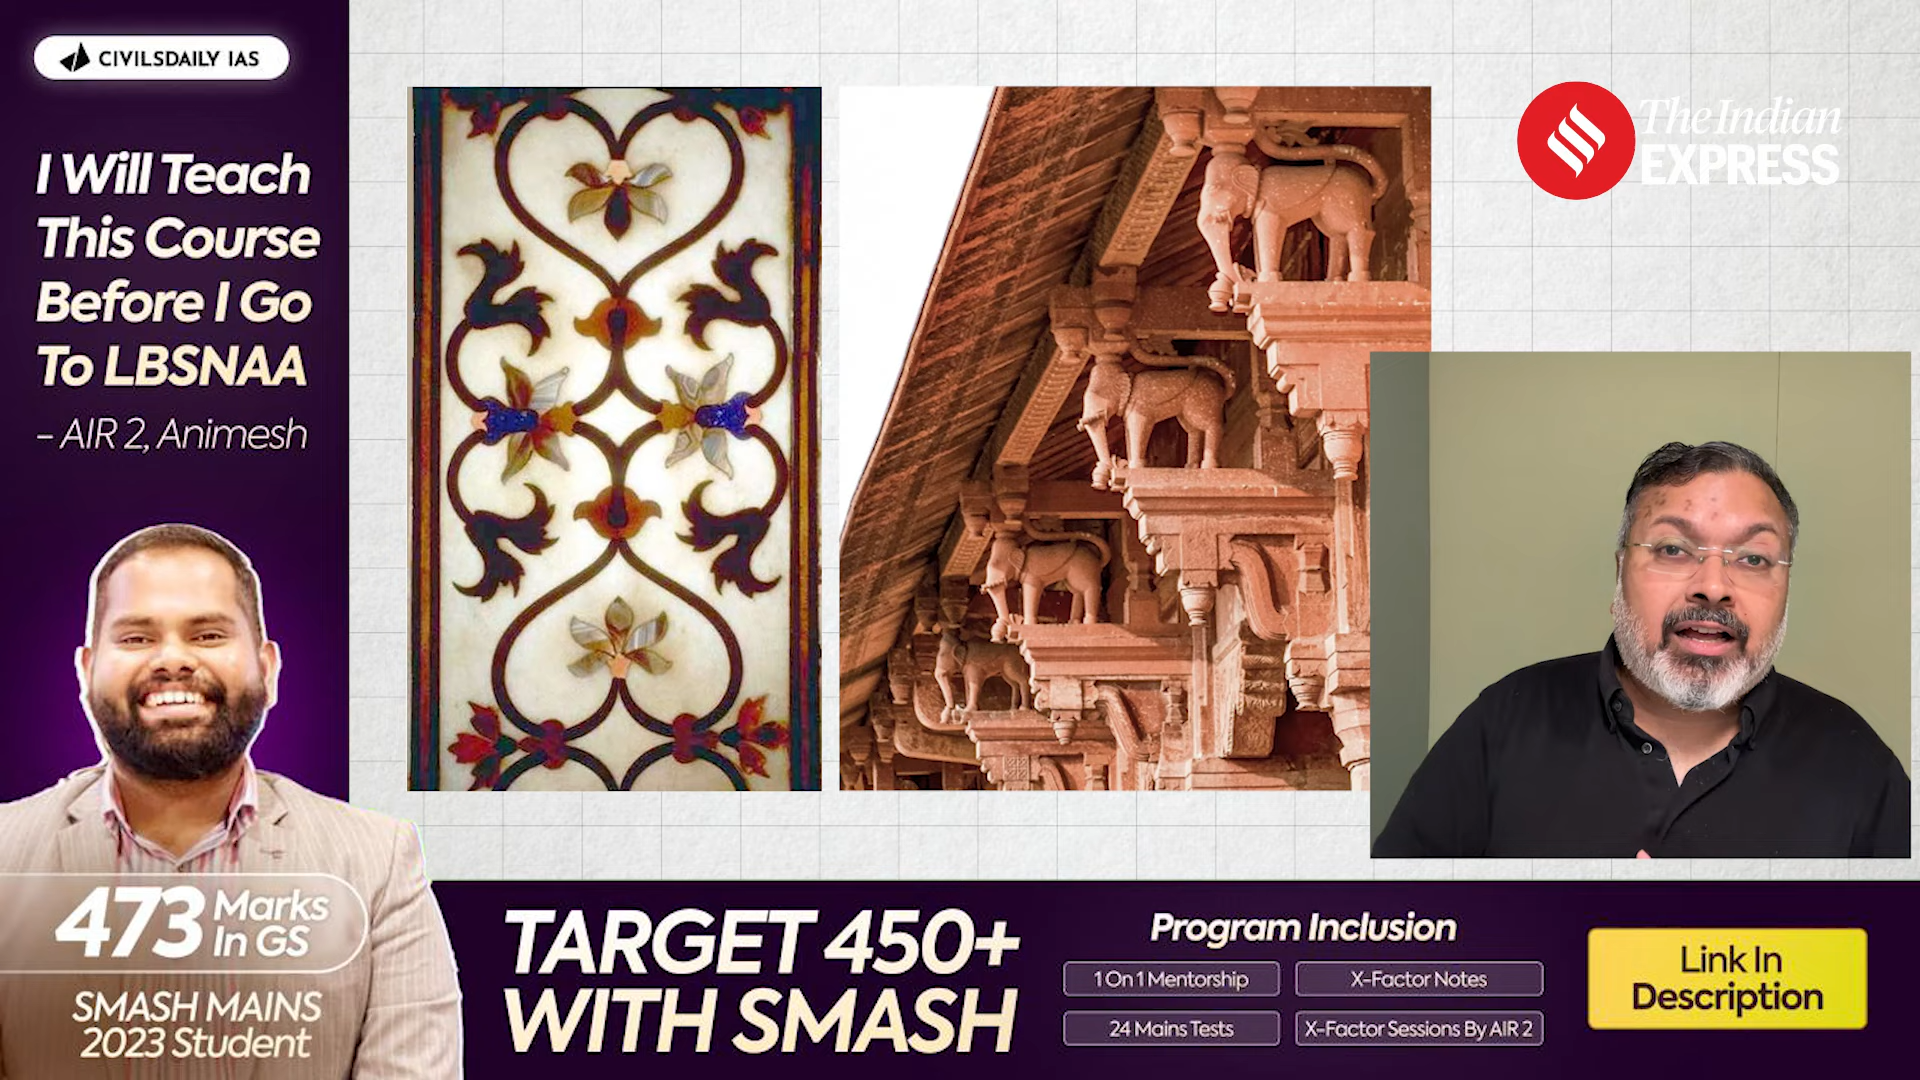 CIVILSDAILY IAS
I Will Teach
This Course
Before I Go
To LBSNAA
- AIR 2, Animesh
473 Marks
In GS
SMASH MAINS
2023 Student
The Indian
EXPRESS
TARGET 450+
WITH SMASH
Program Inclusion
1 On 1 Mentorship
X-Factor Notes
24 Mains Tests
X-Factor Sessions By AIR 2
Link In
Description